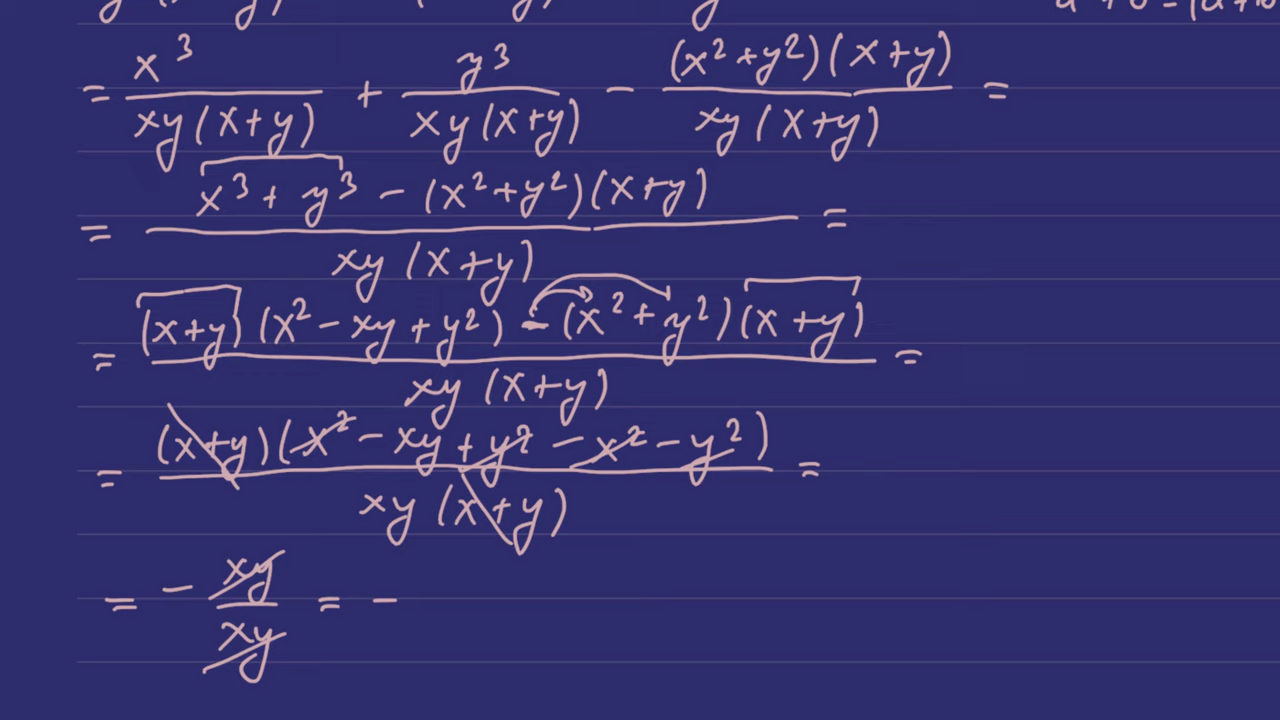 = x³/(xy(x+y)) + y³/(xy(x+y)) - (x²+y²)(x+y)/(xy(x+y)) =
= (x³ + y³ - (x²+y²)(x+y))/(xy(x+y)) =
= ((x+y)(x² - xy + y²) - (x² + y²)(x+y))/(xy(x+y)) =
= ((x+y)(x² - xy + y² - x² - y²))/(xy(x+y)) =
= - xy/xy = -